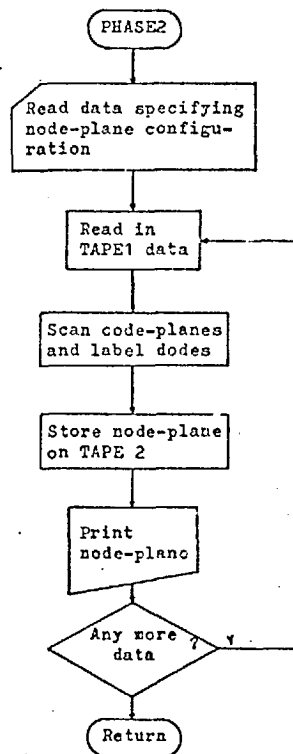 PHASE2
Read data specifying
node-plane configu-
ration
Read in
TAPE1 data
Scan code-planes
and label dodes
Store node-plane
on TAPE 2
Print
node-plane
Any more ?
data
Return